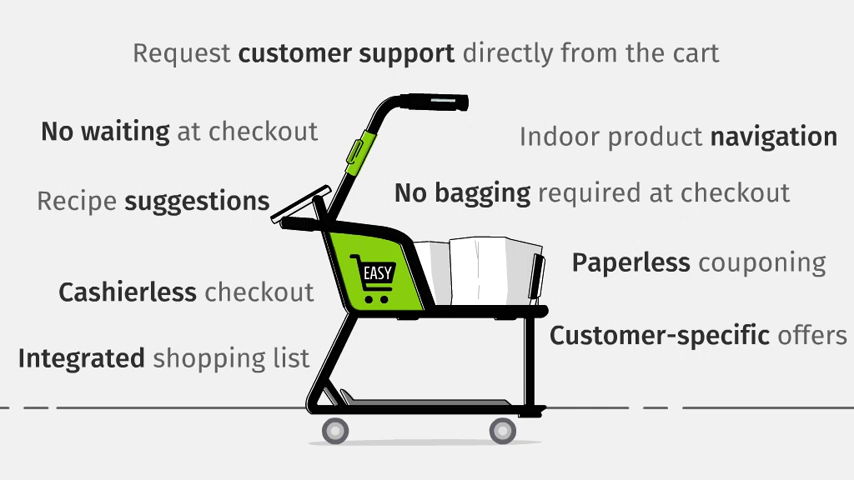 Request customer support directly from the cart
No waiting at checkout
Indoor product navigation
Recipe suggestions
No bagging required at checkout
EASY
Paperless couponing
Cashierless checkout
Customer-specific offers
Integrated shopping list